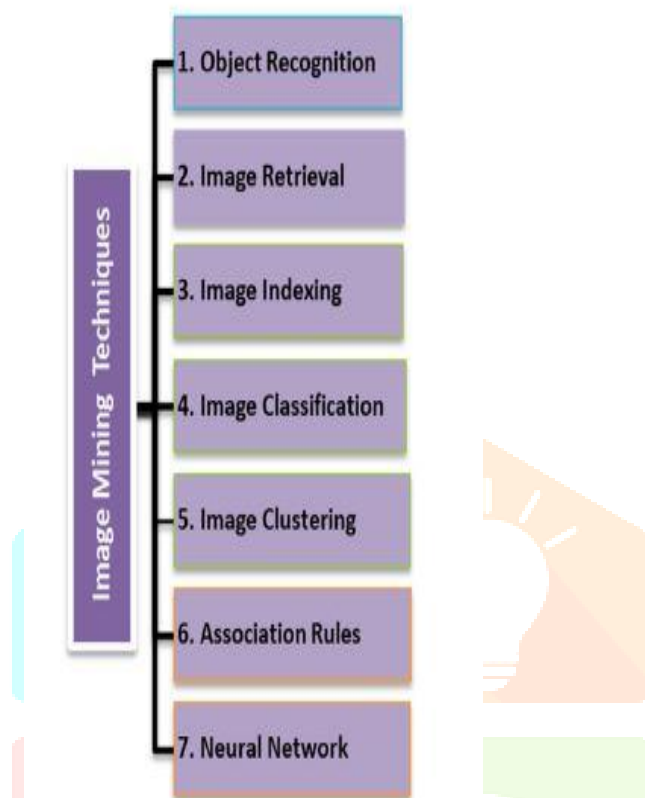 Image Mining Techniques
1. Object Recognition
2. Image Retrieval
3. Image Indexing
4. Image Classification
5. Image Clustering
6. Association Rules
7. Neural Network